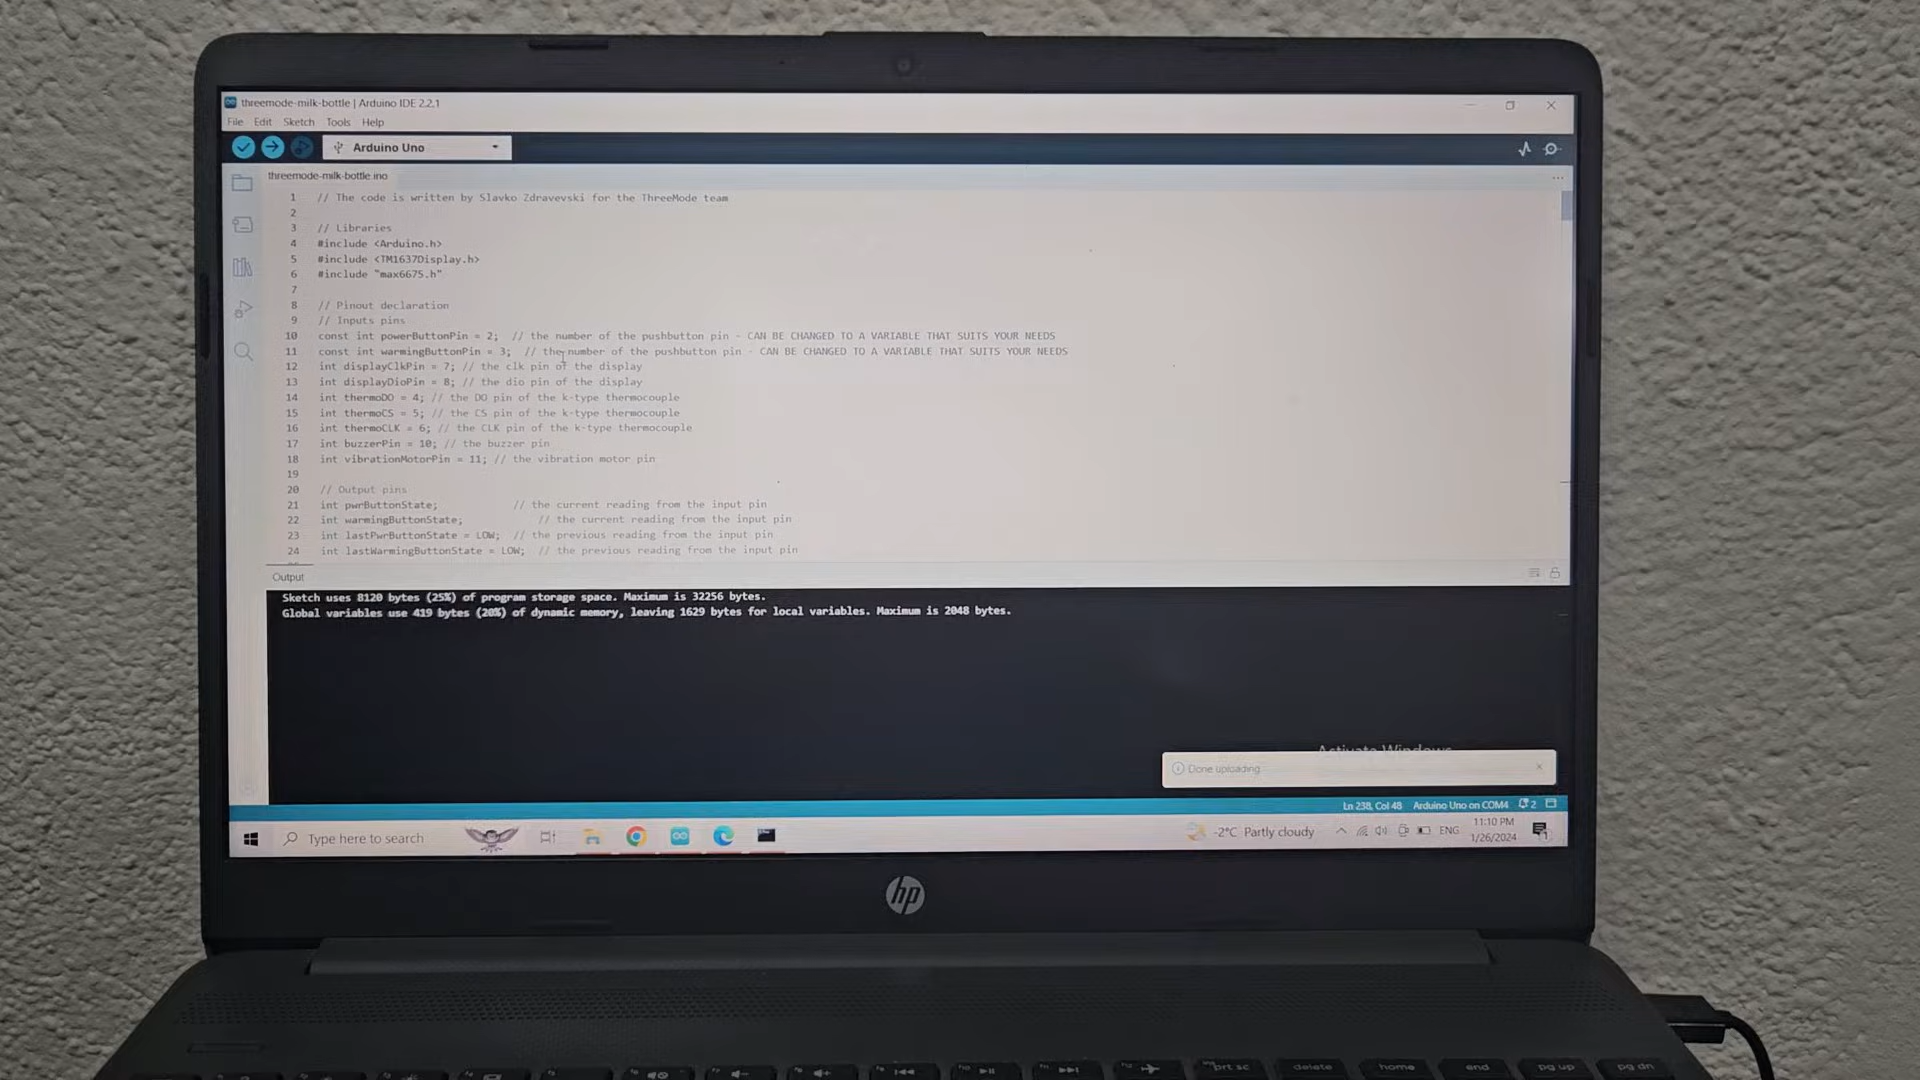 threemode-milk-bottle | Arduino IDE 2.2.1
File Edit Sketch Tools Help
Arduino Uno
threemode-milk-bottle.ino
1 // The code is written by Slavko Zdravevski for the ThreeMode team
2
3 // Libraries
4 #include <Arduino.h>
5 #include <TM1637Display.h>
6 #include "max6675.h"
7
8 // Pinout declaration
9 // Inputs pins
10 const int powerButtonPin = 2; // the number of the pushbutton pin - CAN BE CHANGED TO A VARIABLE THAT SUITS YOUR NEEDS
11 const int warmingButtonPin = 3; // the number of the pushbutton pin - CAN BE CHANGED TO A VARIABLE THAT SUITS YOUR NEEDS
12 int displayClkPin = 7; // the clk pin of the display
13 int displayDioPin = 8; // the dio pin of the display
14 int thermoDO = 4; // the DO pin of the k-type thermocouple
15 int thermoCS = 5; // the CS pin of the k-type thermocouple
16 int thermoCLK = 6; // the CLK pin of the k-type thermocouple
17 int buzzerPin = 10; // the buzzer pin
18 int vibrationMotorPin = 11; // the vibration motor pin
19
20 // Output pins
21 int pwrButtonState; // the current reading from the input pin
22 int warmingButtonState; // the current reading from the input pin
23 int lastPwrButtonState = LOW; // the previous reading from the input pin
24 int lastWarmingButtonState = LOW; // the previous reading from the input pin
Output
Sketch uses 8120 bytes (25%) of program storage space. Maximum is 32256 bytes.
Global variables use 419 bytes (20%) of dynamic memory, leaving 1629 bytes for local variables. Maximum is 2048 bytes.
Activate Windows
Done uploading
Ln 238, Col 48 Arduino Uno on COM4 2
Type here to search
-2°C Partly cloudy
ENG
11:10 PM
1/26/2024
hp
prt sc delete home end pg up pg dn